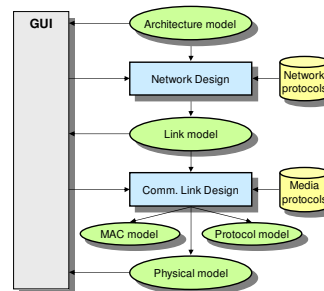 GUI
Architecture model
Network Design
Network
protocols
Link model
Comm. Link Design
Media
protocols
MAC model
Protocol model
Physical model